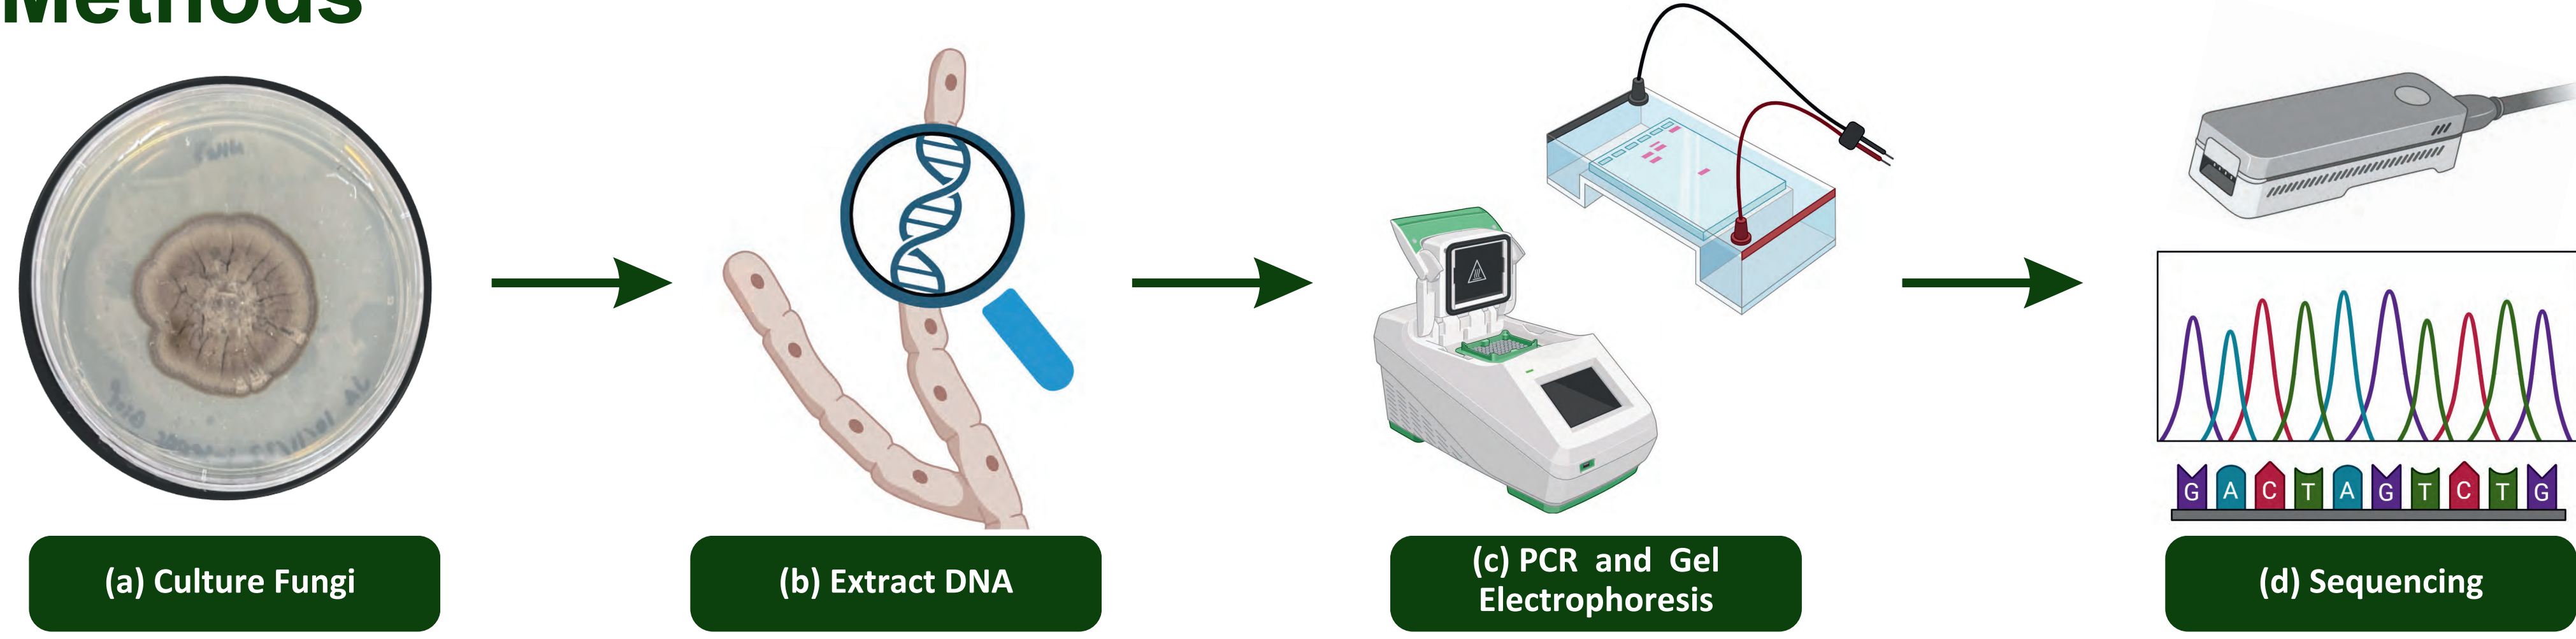 Methods
G A C T A G T C T G
(a) Culture Fungi
(b) Extract DNA
(c) PCR and Gel
Electrophoresis
(d) Sequencing